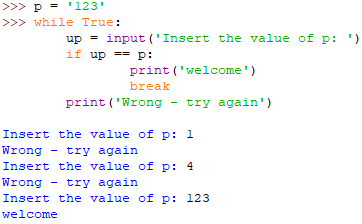 >>> p = '123'
>>> while True:
        up = input('Insert the value of p: ')
        if up == p:
                print('welcome')
                break
        print('Wrong - try again')

Insert the value of p: 1
Wrong - try again
Insert the value of p: 4
Wrong - try again
Insert the value of p: 123
welcome